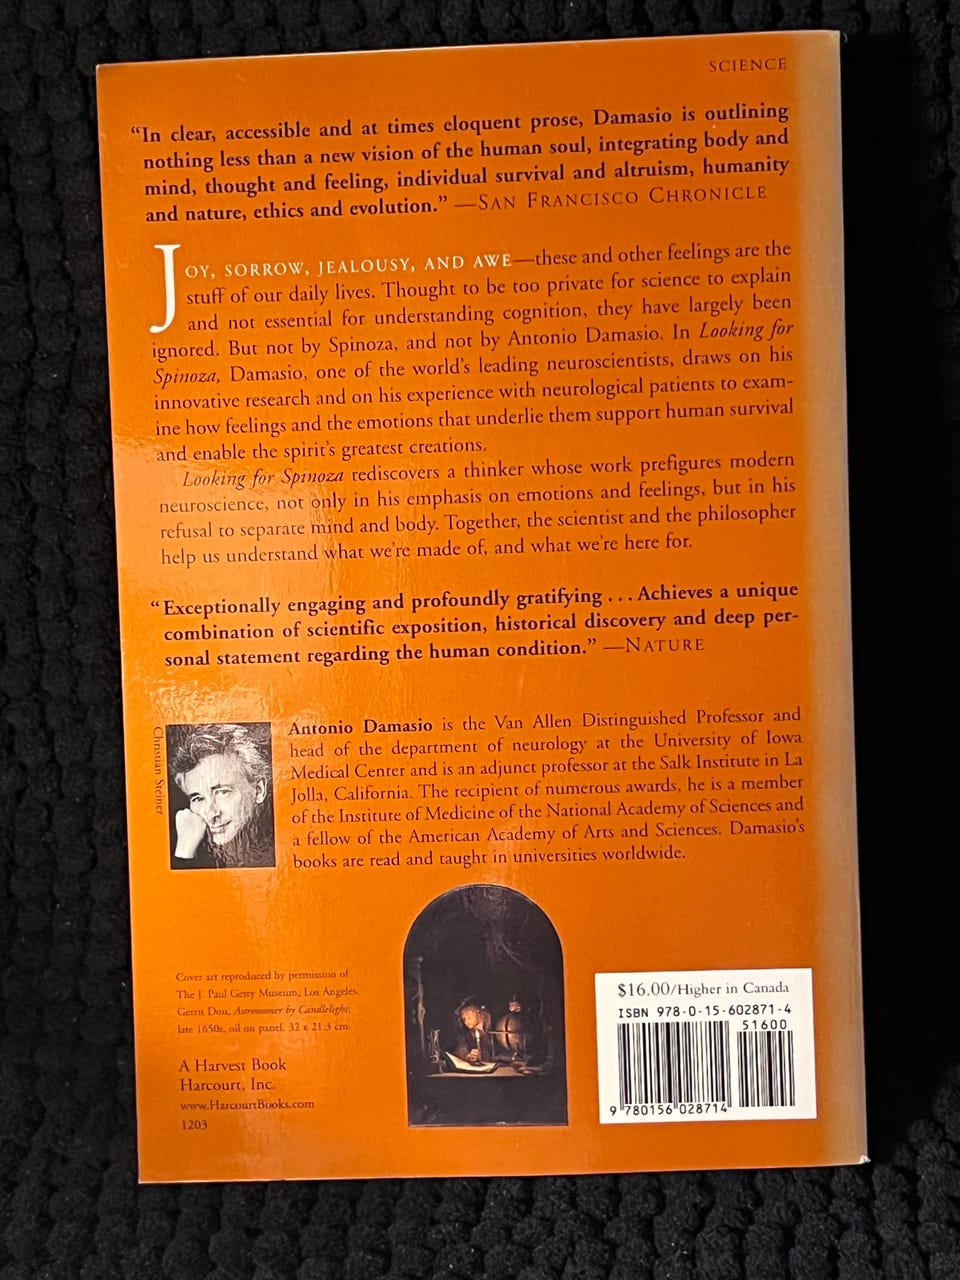 SCIENCE
“In clear, accessible and at times eloquent prose, Damasio is outlining
nothing less than a new vision of the human soul, integrating body and
mind, thought and feeling, individual survival and altruism, humanity
and nature, ethics and evolution.” —SAN FRANCISCO CHRONICLE
JOY, SORROW, JEALOUSY, AND AWE—these and other feelings are the
stuff of our daily lives. Thought to be too private for science to explain
and not essential for understanding cognition, they have largely been
ignored. But not by Spinoza, and not by Antonio Damasio. In Looking for
Spinoza, Damasio, one of the world’s leading neuroscientists, draws on his
innovative research and on his experience with neurological patients to exam-
ine how feelings and the emotions that underlie them support human survival
and enable the spirit’s greatest creations.
Looking for Spinoza rediscovers a thinker whose work prefigures modern
neuroscience, not only in his emphasis on emotions and feelings, but in his
refusal to separate mind and body. Together, the scientist and the philosopher
help us understand what we’re made of, and what we’re here for.
“Exceptionally engaging and profoundly gratifying . . . Achieves a unique
combination of scientific exposition, historical discovery and deep per-
sonal statement regarding the human condition.” —NATURE
Christian Steiner
Antonio Damasio is the Van Allen Distinguished Professor and
head of the department of neurology at the University of Iowa
Medical Center and is an adjunct professor at the Salk Institute in La
Jolla, California. The recipient of numerous awards, he is a member
of the Institute of Medicine of the National Academy of Sciences and
a fellow of the American Academy of Arts and Sciences. Damasio’s
books are read and taught in universities worldwide.
Cover art reproduced by permission of
The J. Paul Getty Museum, Los Angeles.
Gerrit Dou, Astronomer by Candlelight,
late 1650s, oil on panel, 32 x 21.3 cm.
A Harvest Book
Harcourt, Inc.
www.HarcourtBooks.com
1203
$16.00/Higher in Canada
ISBN 978-0-15-602871-4
51600
9 780156 028714